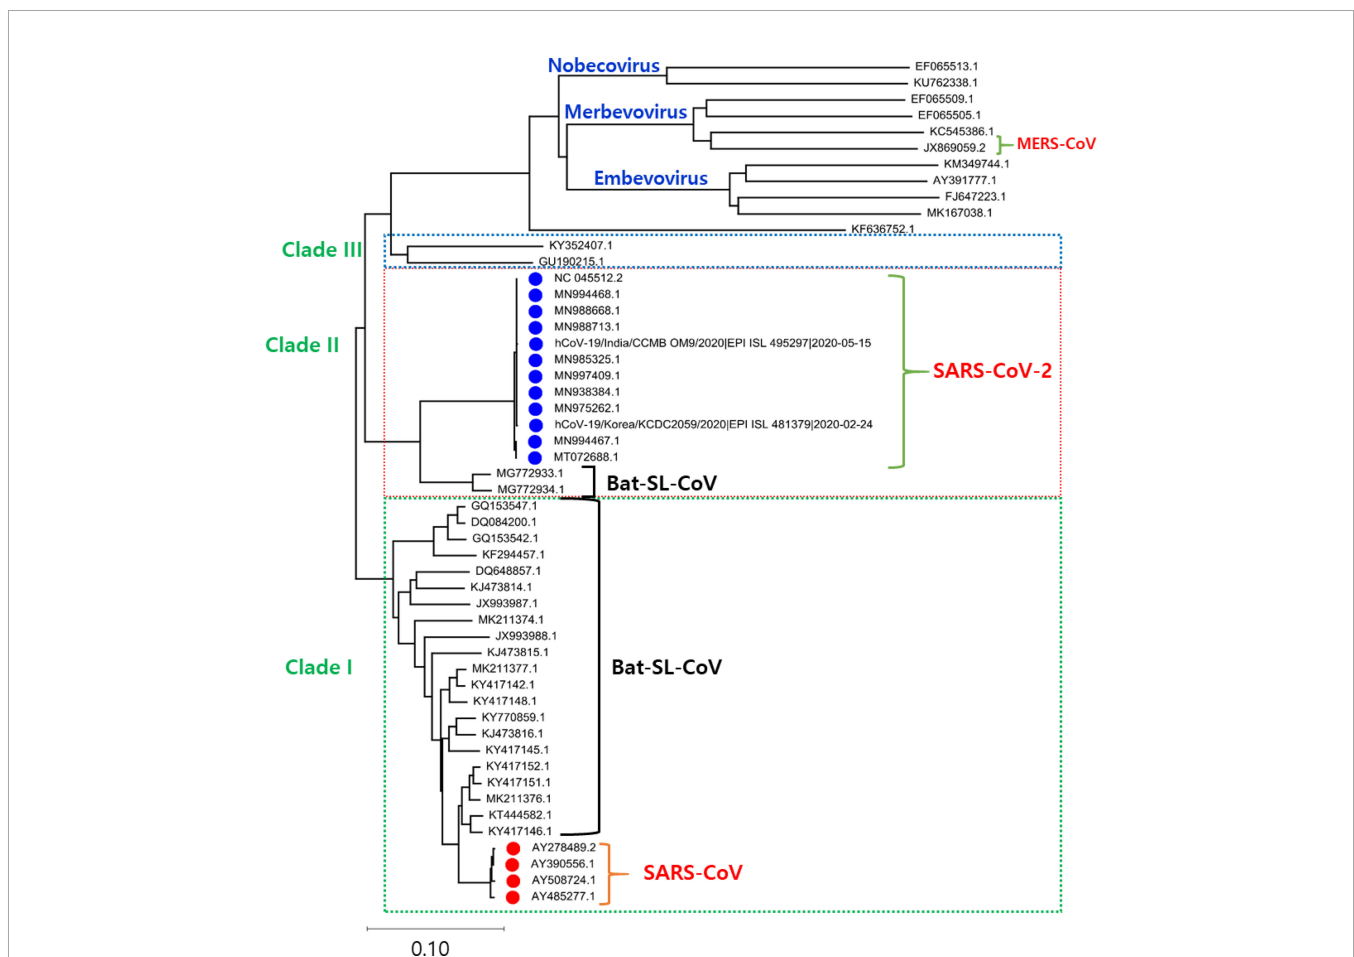 Nobecovirus
EF065513.1
KU762338.1
Merbevovirus
EF065509.1
EF065505.1
KC545386.1
JX869059.2
MERS-CoV
Embevovirus
KM349744.1
AY391777.1
FJ647223.1
MK167038.1
KF636752.1
Clade III
KY352407.1
GU190215.1
Clade II
NC 045512.2
MN994468.1
MN988668.1
MN988713.1
hCoV-19/India/CCMB OM9/2020|EPI ISL 495297|2020-05-15
MN985325.1
MN997409.1
MN938384.1
MN975262.1
hCoV-19/Korea/KCDC2059/2020|EPI ISL 481379|2020-02-24
MN994467.1
MT072688.1
SARS-CoV-2
MG772933.1
MG772934.1
Bat-SL-CoV
Clade I
GQ153547.1
DQ084200.1
GQ153542.1
KF294457.1
DQ648857.1
KJ473814.1
JX993987.1
MK211374.1
JX993988.1
KJ473815.1
MK211377.1
KY417142.1
KY417148.1
KY770859.1
KJ473816.1
KY417145.1
KY417152.1
KY417151.1
MK211376.1
KT444582.1
KY417146.1
Bat-SL-CoV
AY278489.2
AY390556.1
AY508724.1
AY485277.1
SARS-CoV
0.10